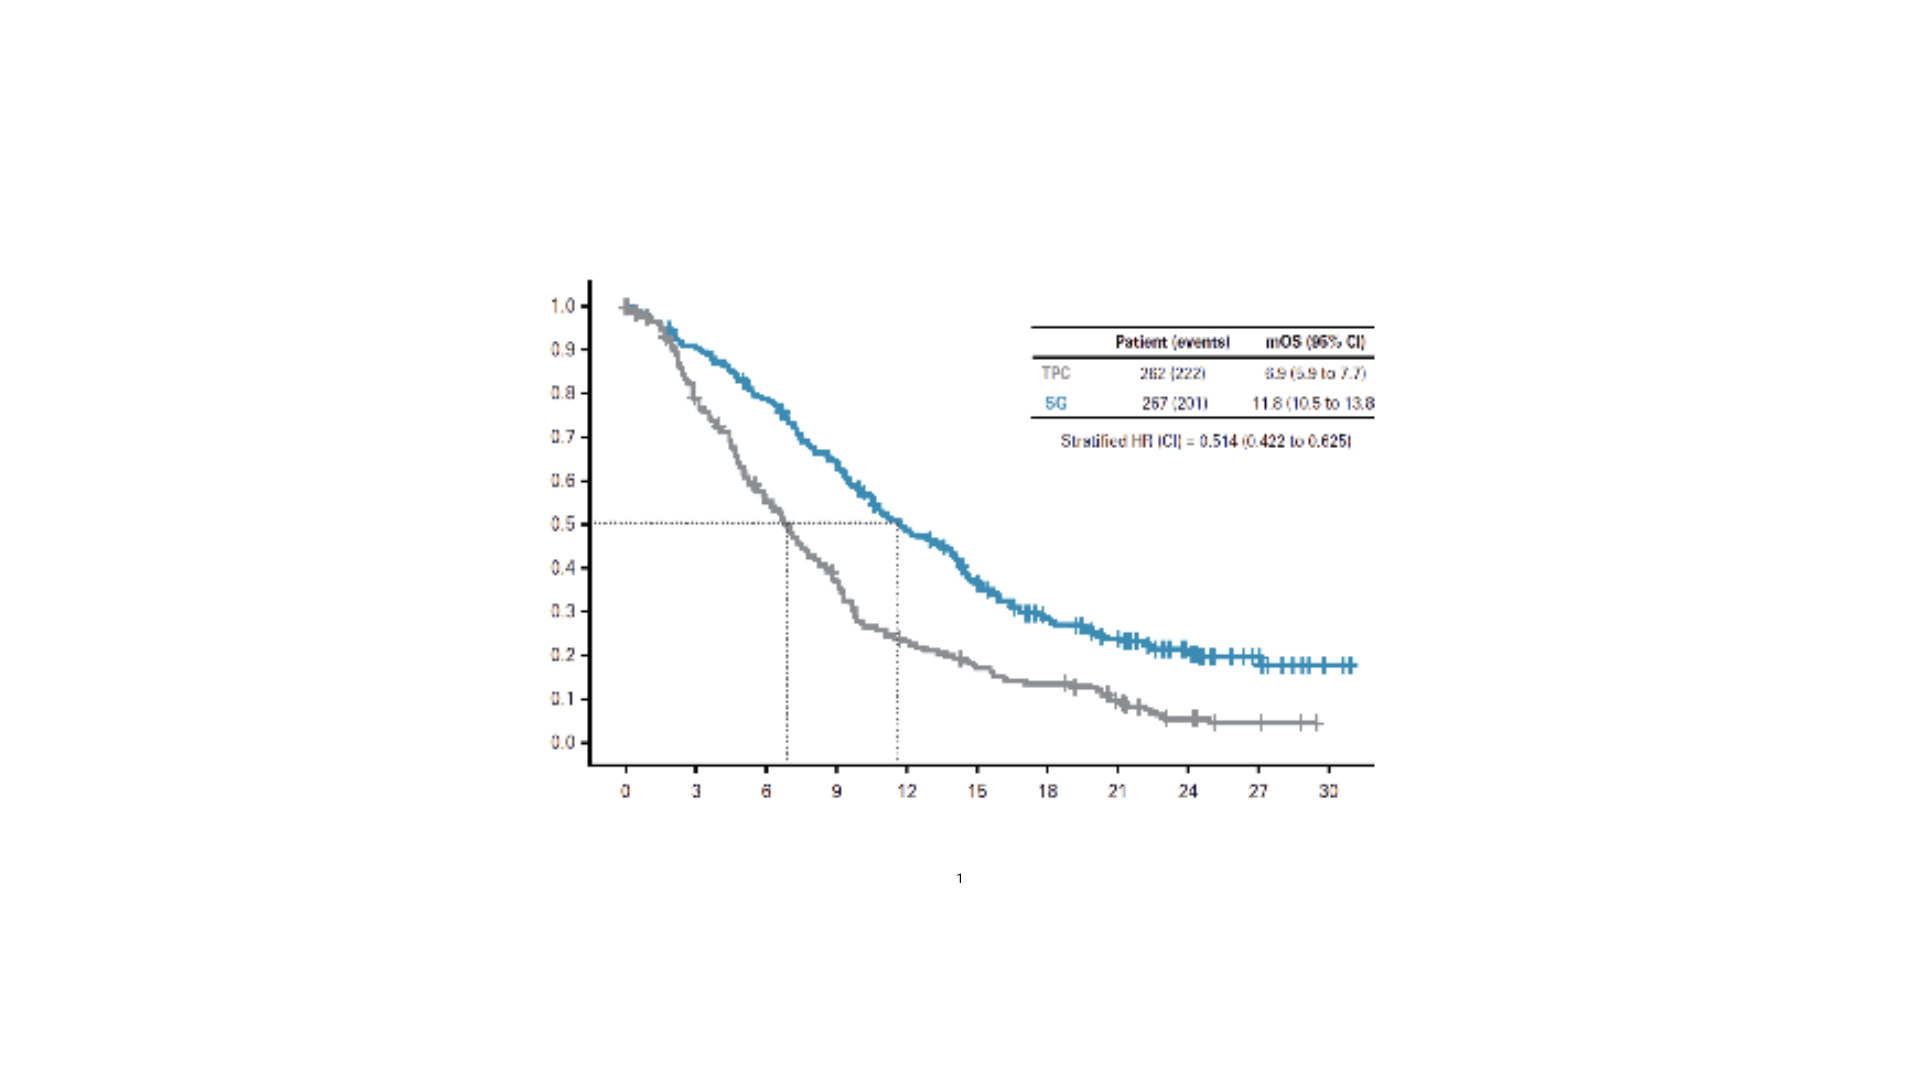 1.0
0.9
0.8
0.7
0.6
0.5
0.4
0.3
0.2
0.1
0.0
0 3 6 9 12 15 18 21 24 27 30
Patient (events) mOS (95% CI)
TPC 262 (222) 6.9 (5.9 to 7.7)
SG 267 (201) 11.8 (10.5 to 13.8
Stratified HR (CI) = 0.514 (0.422 to 0.625)
1